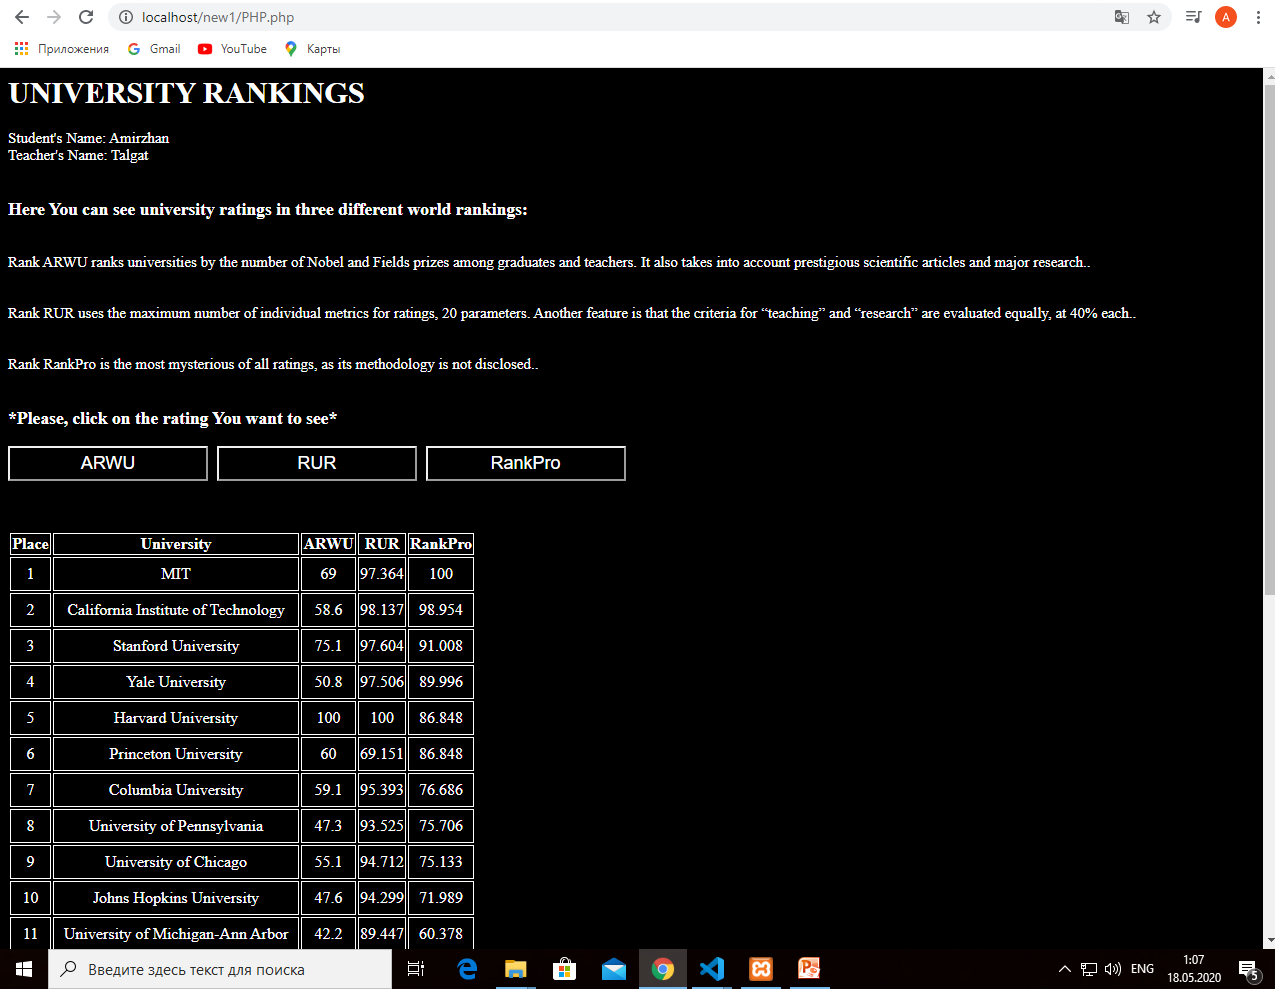 localhost/new1/PHP.php
A
Приложения Gmail YouTube Карты
UNIVERSITY RANKINGS
Student's Name: Amirzhan
Teacher's Name: Talgat
Here You can see university ratings in three different world rankings:
Rank ARWU ranks universities by the number of Nobel and Fields prizes among graduates and teachers. It also takes into account prestigious scientific articles and major research..
Rank RUR uses the maximum number of individual metrics for ratings, 20 parameters. Another feature is that the criteria for “teaching” and “research” are evaluated equally, at 40% each..
Rank RankPro is the most mysterious of all ratings, as its methodology is not disclosed..
*Please, click on the rating You want to see*
ARWU RUR RankPro
Place University ARWU RUR RankPro
1 MIT 69 97.364 100
2 California Institute of Technology 58.6 98.137 98.954
3 Stanford University 75.1 97.604 91.008
4 Yale University 50.8 97.506 89.996
5 Harvard University 100 100 86.848
6 Princeton University 60 69.151 86.848
7 Columbia University 59.1 95.393 76.686
8 University of Pennsylvania 47.3 93.525 75.706
9 University of Chicago 55.1 94.712 75.133
10 Johns Hopkins University 47.6 94.299 71.989
11 University of Michigan-Ann Arbor 42.2 89.447 60.378
Введите здесь текст для поиска
ENG
1:07
18.05.2020
5